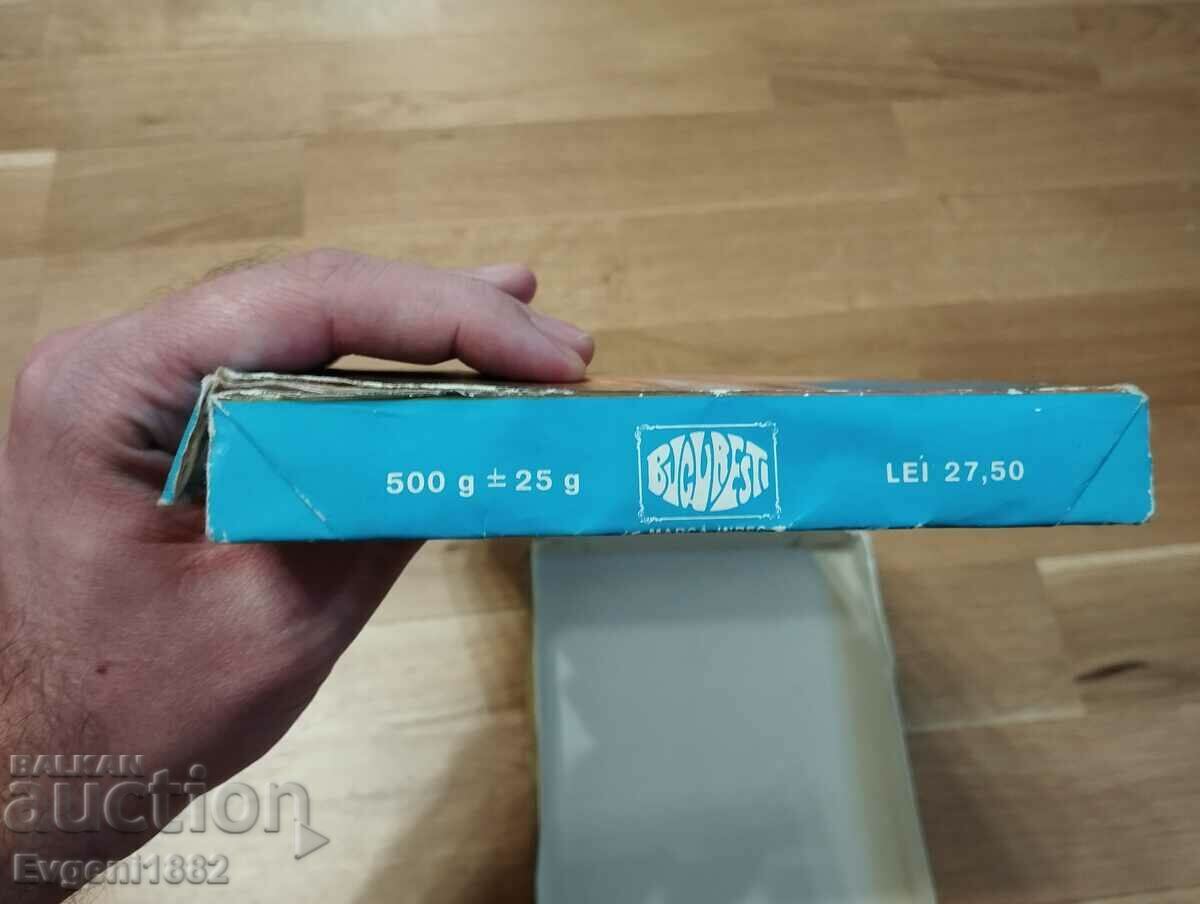 500 g ± 25 g
BUCUREȘTI
LEI 27,50
BALKAN
auction
Evgeni1882